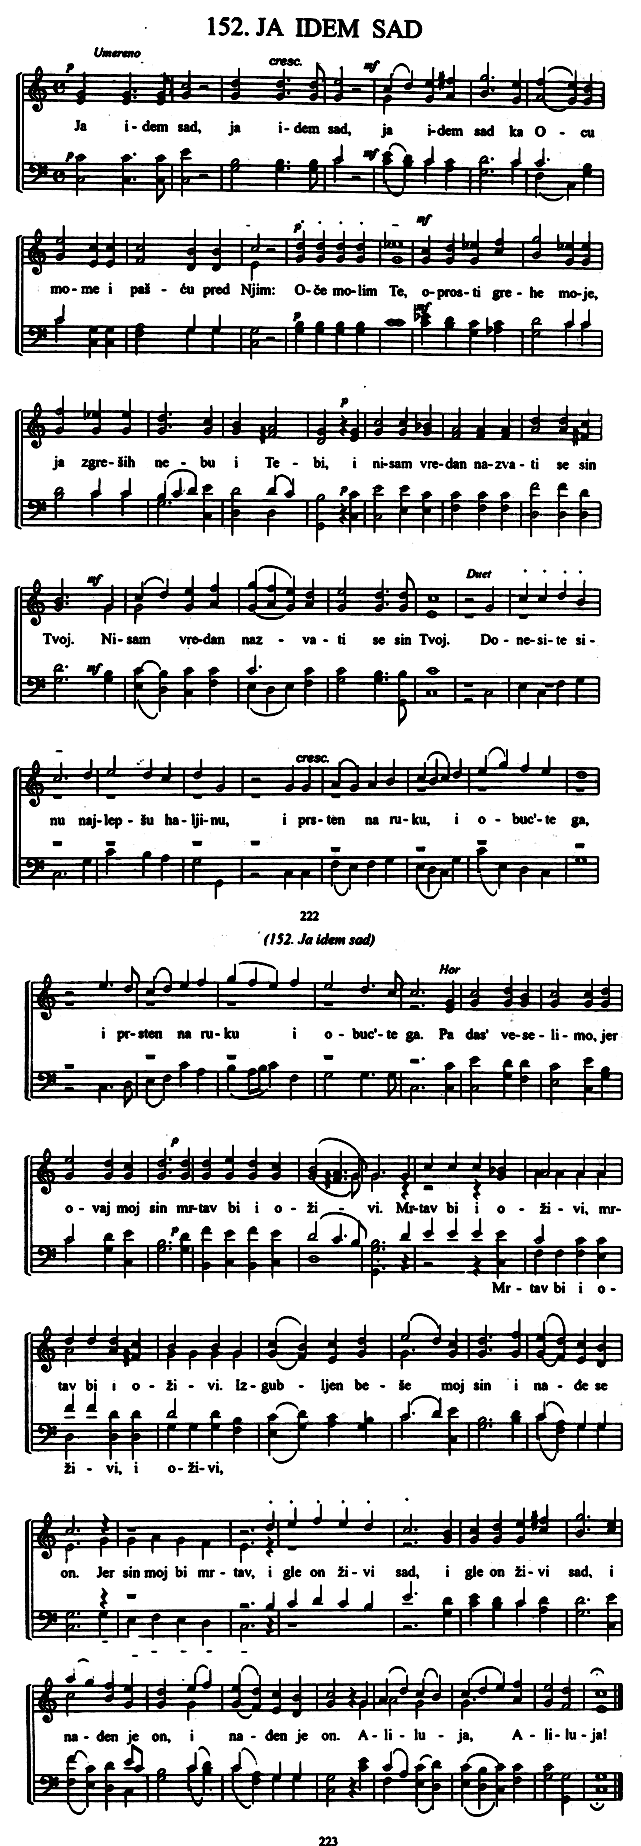 152. JA IDEM SAD
Umereno
p cresc. mf
Ja i-dem sad, ja i-dem sad, ja i-dem sad ka O - cu
p mf
mf
p
mo-me i paš-ću pred Njim: O-če mo-lim Te, o-pros-ti gre-he mo-je,
p mf
p
ja zgre-ših ne-bu i Te-bi, i ni-sam vre-dan na-zva-ti se sin
p
mf Duet
Tvoj. Ni-sam vre-dan naz-va-ti se sin Tvoj. Do-ne-si-te si-
mf
cresc.
nu naj-lep-šu ha-lji-nu, i prs-ten na ru-ku, i o-buc'-te ga,
222
(152. Ja idem sad)
Hor
i pr-sten na ru-ku i o-buc'-te ga. Pa das' ve-se-li-mo, jer
p
o-vaj moj sin mr-tav bi i o-ži-vi. Mr-tav bi i o-ži-vi, mr-
p
Mr-tav bi i o-
tav bi i o-ži-vi. Iz-gub-ljen be-še moj sin i na-đe se
ži-vi, i o-ži-vi,
on. Jer sin moj bi mr-tav, i gle on ži-vi sad, i gle on ži-vi sad, i
na-đen je on, i na-đen je on. A-li-lu-ja, A-li-lu-ja!
223